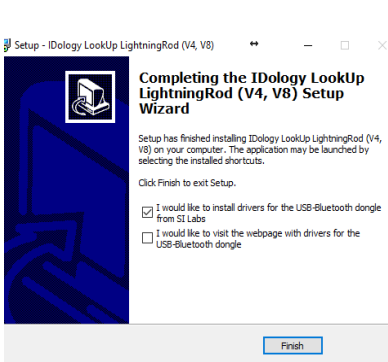 Setup - IDology LookUp LightningRod (V4, V8)
Completing the IDology LookUp
LightningRod (V4, V8) Setup
Wizard
Setup has finished installing IDology LookUp LightningRod (V4,
V8) on your computer. The application may be launched by
selecting the installed shortcuts.
Click Finish to exit Setup.
I would like to install drivers for the USB-Bluetooth dongle
from SI Labs
I would like to visit the webpage with drivers for the
USB-Bluetooth dongle
Finish